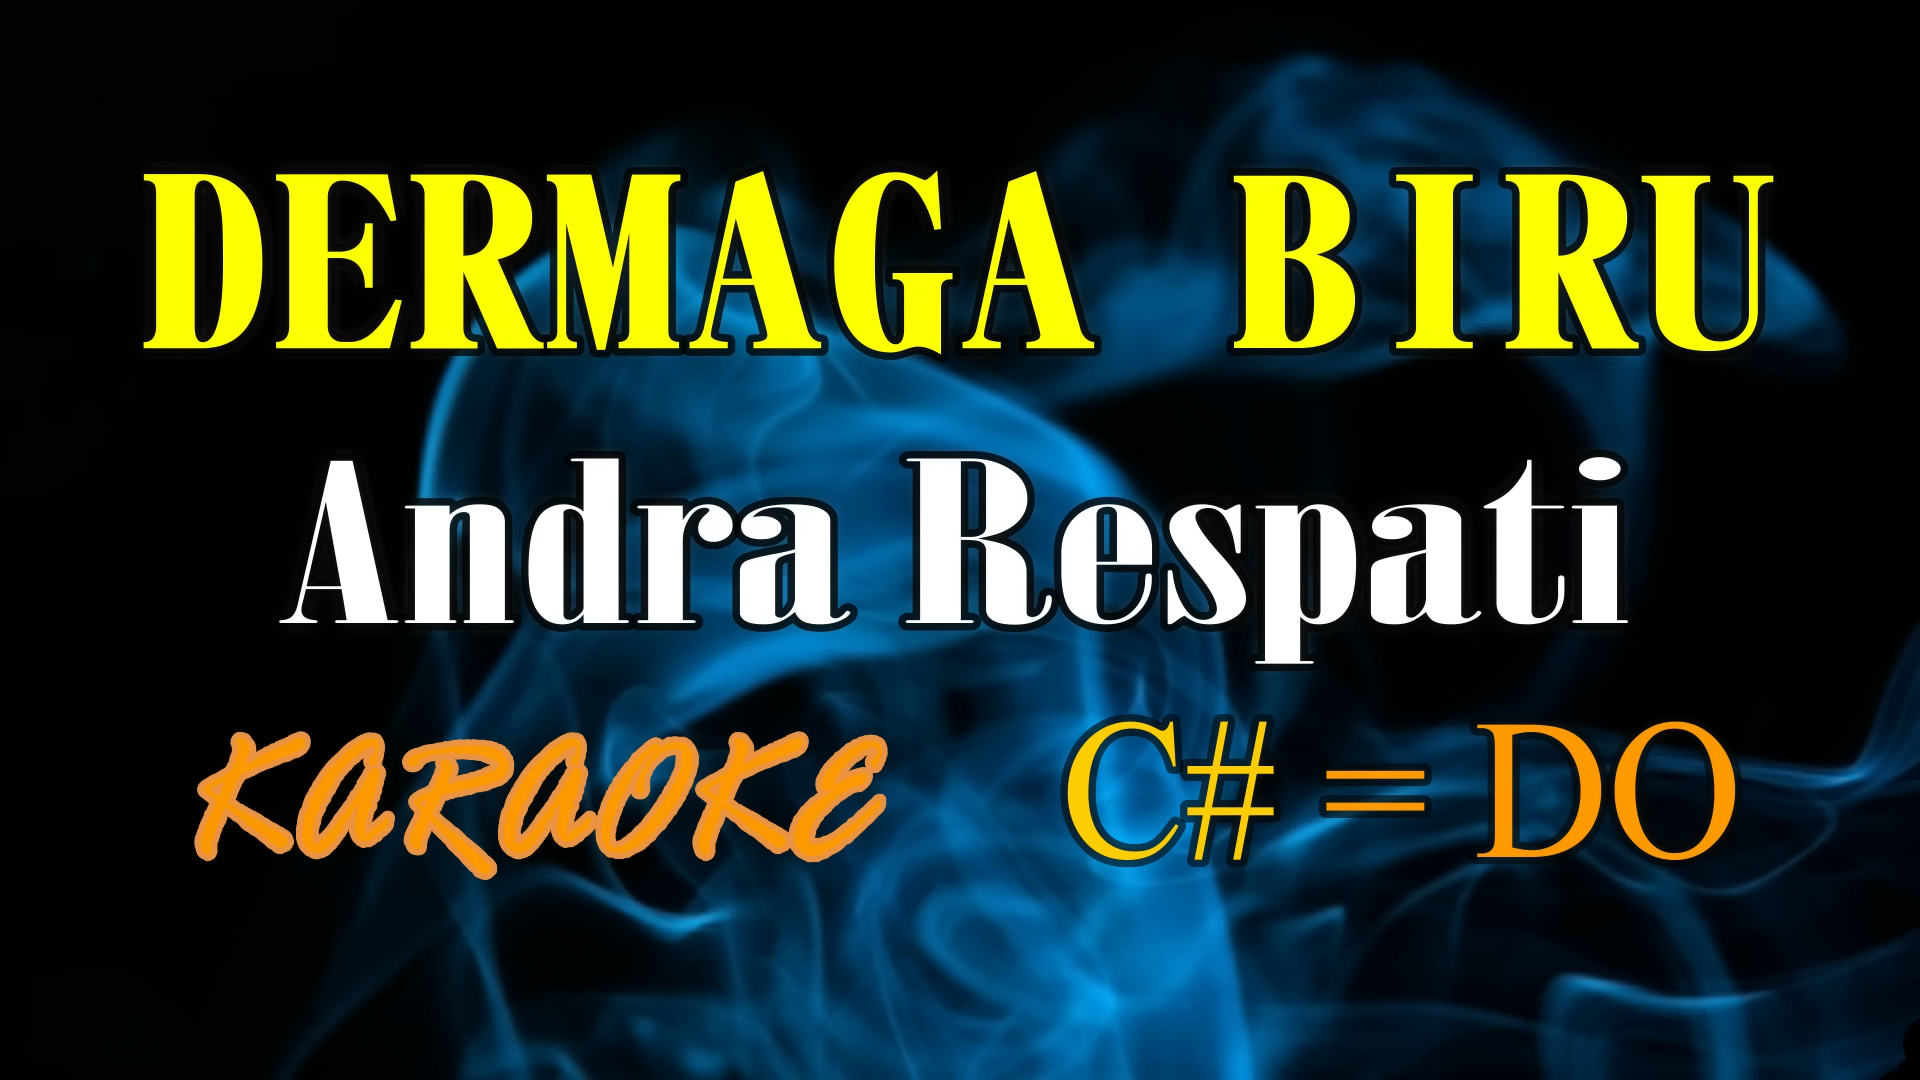 DERMAGA BIRU
Andra Respati
KARAOKE C# = DO